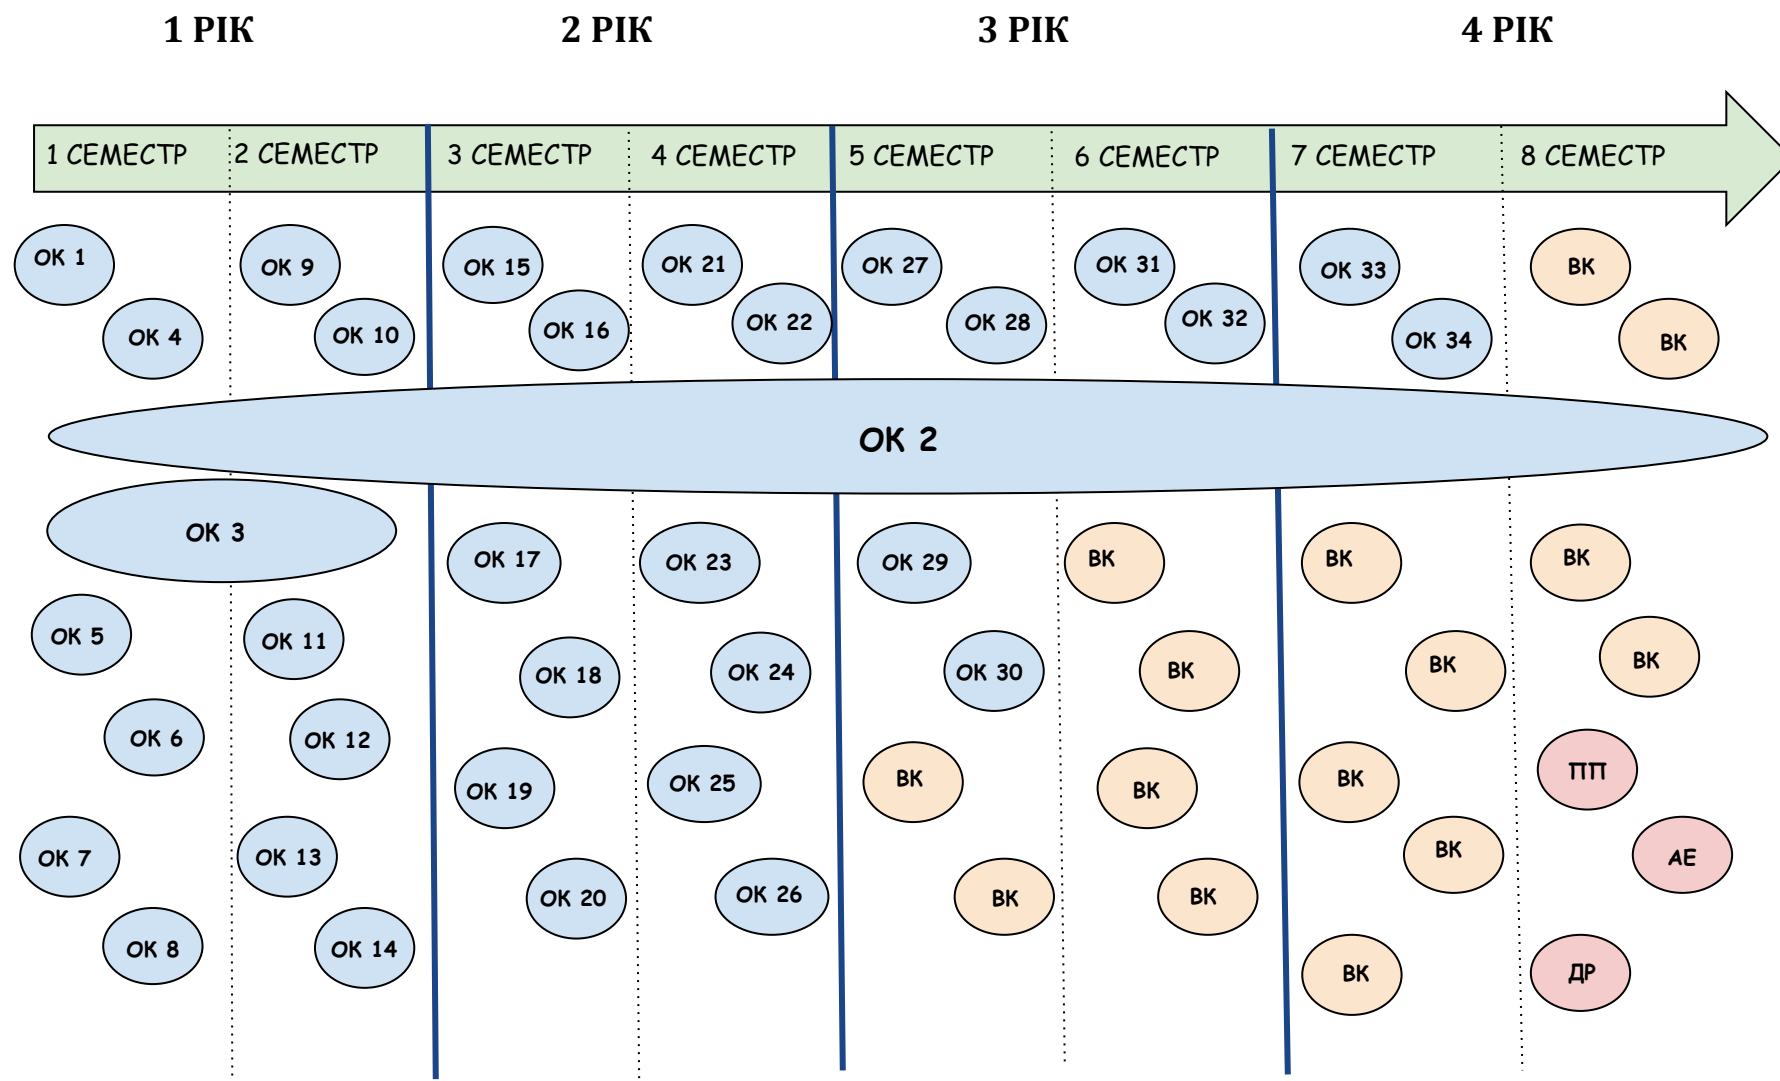 1 РІК
2 РІК
3 РІК
4 РІК
1 СЕМЕСТР
2 СЕМЕСТР
3 СЕМЕСТР
4 СЕМЕСТР
5 СЕМЕСТР
6 СЕМЕСТР
7 СЕМЕСТР
8 СЕМЕСТР
ОК 1
ОК 9
ОК 15
ОК 21
ОК 27
ОК 31
ОК 33
ВК
ОК 4
ОК 10
ОК 16
ОК 22
ОК 28
ОК 32
ОК 34
ВК
ОК 2
ОК 3
ОК 17
ОК 23
ОК 29
ВК
ВК
ВК
ОК 5
ОК 11
ОК 18
ОК 24
ОК 30
ВК
ВК
ВК
ОК 6
ОК 12
ОК 19
ОК 25
ВК
ВК
ВК
ПП
ОК 7
ОК 13
ОК 20
ОК 26
ВК
ВК
ВК
АЕ
ОК 8
ОК 14
ВК
ДР